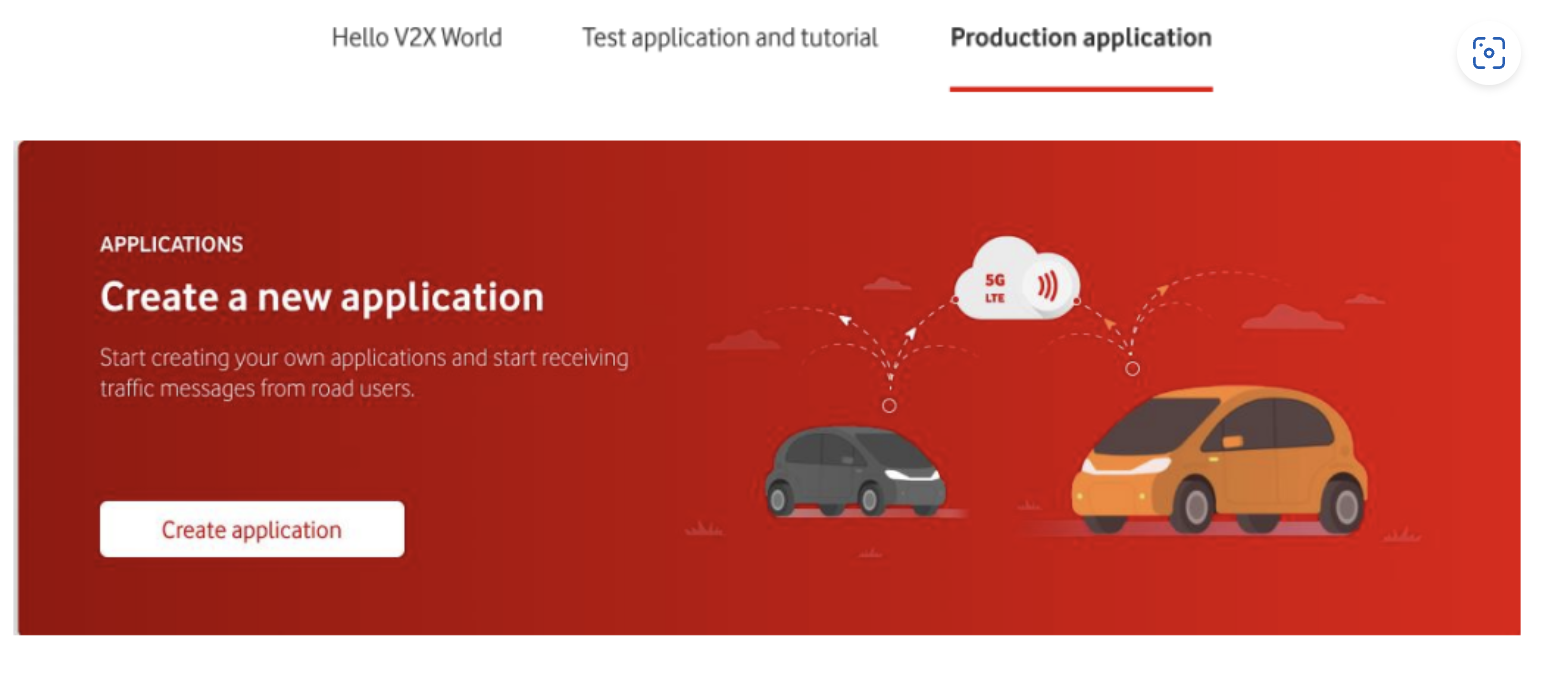 Hello V2X World
Test application and tutorial
Production application
APPLICATIONS
Create a new application
Start creating your own applications and start receiving
traffic messages from road users.
Create application
5G
LTE